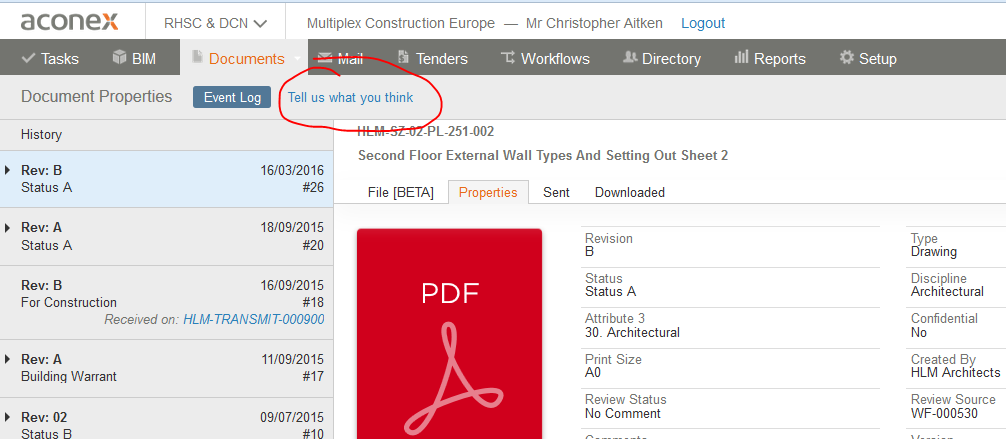 aconex RHSC & DCN Multiplex Construction Europe — Mr Christopher Aitken Logout
Tasks BIM Documents Mail Tenders Workflows Directory Reports Setup
Document Properties Event Log Tell us what you think
History
Rev: B 16/03/2016
Status A #26
Rev: A 18/09/2015
Status A #20
Rev: B 16/09/2015
For Construction #18
Received on: HLM-TRANSMIT-000900
Rev: A 11/09/2015
Building Warrant #17
Rev: 02 09/07/2015
Status B #10
HLM-SZ-02-PL-251-002
Second Floor External Wall Types And Setting Out Sheet 2
File [BETA] Properties Sent Downloaded
PDF
Revision
B
Status
Status A
Attribute 3
30. Architectural
Print Size
A0
Review Status
No Comment
Comments
Type
Drawing
Discipline
Architectural
Confidential
No
Created By
HLM Architects
Review Source
WF-000530
Version